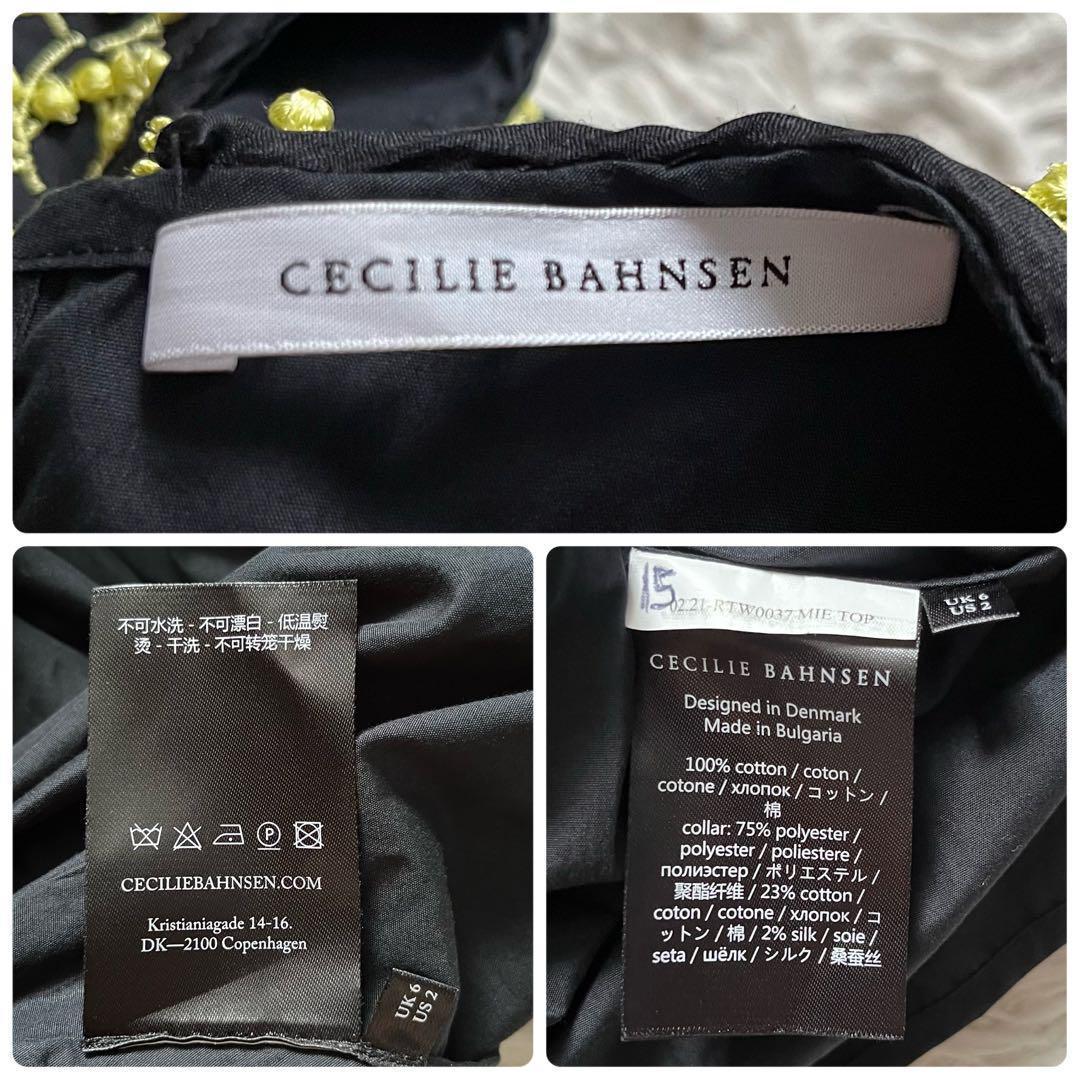 CECILIE BAHNSEN
不可水洗 - 不可漂白 - 低温熨
烫 - 干洗 - 不可转笼干燥
P
CECILIEBAHNSEN.COM
Kristianiagade 14-16.
DK—2100 Copenhagen
UK 6
US 2
15
02.21-RTW0037 MIE TOP
UK 6
US 2
CECILIE BAHNSEN
Designed in Denmark
Made in Bulgaria
100% cotton / coton /
cotone / хлопок / コットン /
棉
collar: 75% polyester /
polyester / poliestere /
полиэстер / ポリエステル /
聚酯纤维 / 23% cotton /
coton / cotone / хлопок / コ
ットン / 棉 / 2% silk / soie /
seta / шёлк / シルク / 桑蚕丝